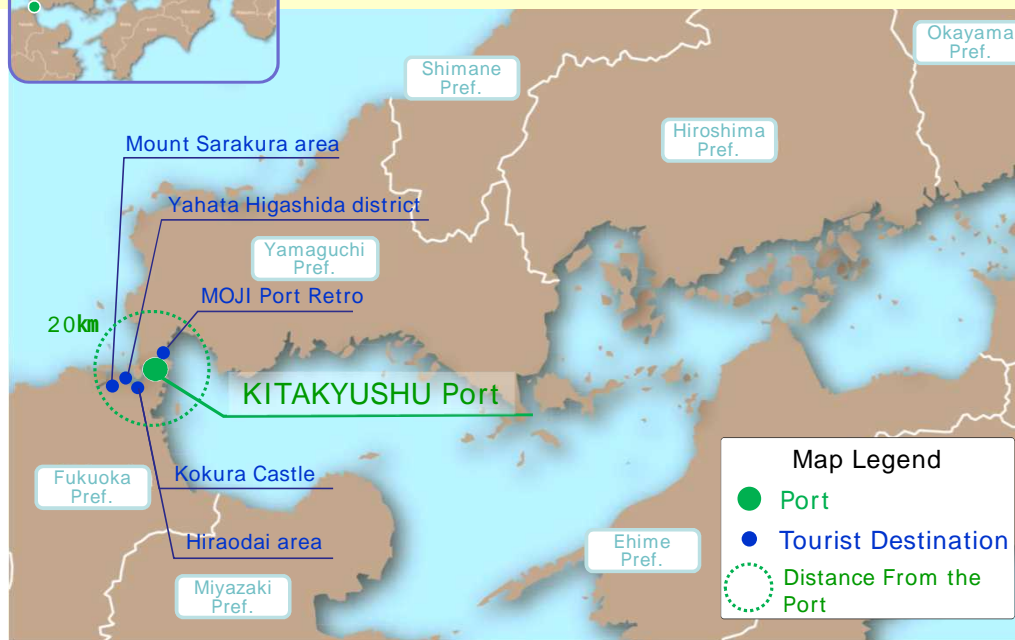 Shimane
Pref.
Okayama
Pref.
Hiroshima
Pref.
Mount Sarakura area
Yahata Higashida district
Yamaguchi
Pref.
MOJI Port Retro
20km
KITAKYUSHU Port
Kokura Castle
Fukuoka
Pref.
Hiraodai area
Miyazaki
Pref.
Ehime
Pref.
Map Legend
Port
Tourist Destination
Distance From the
Port